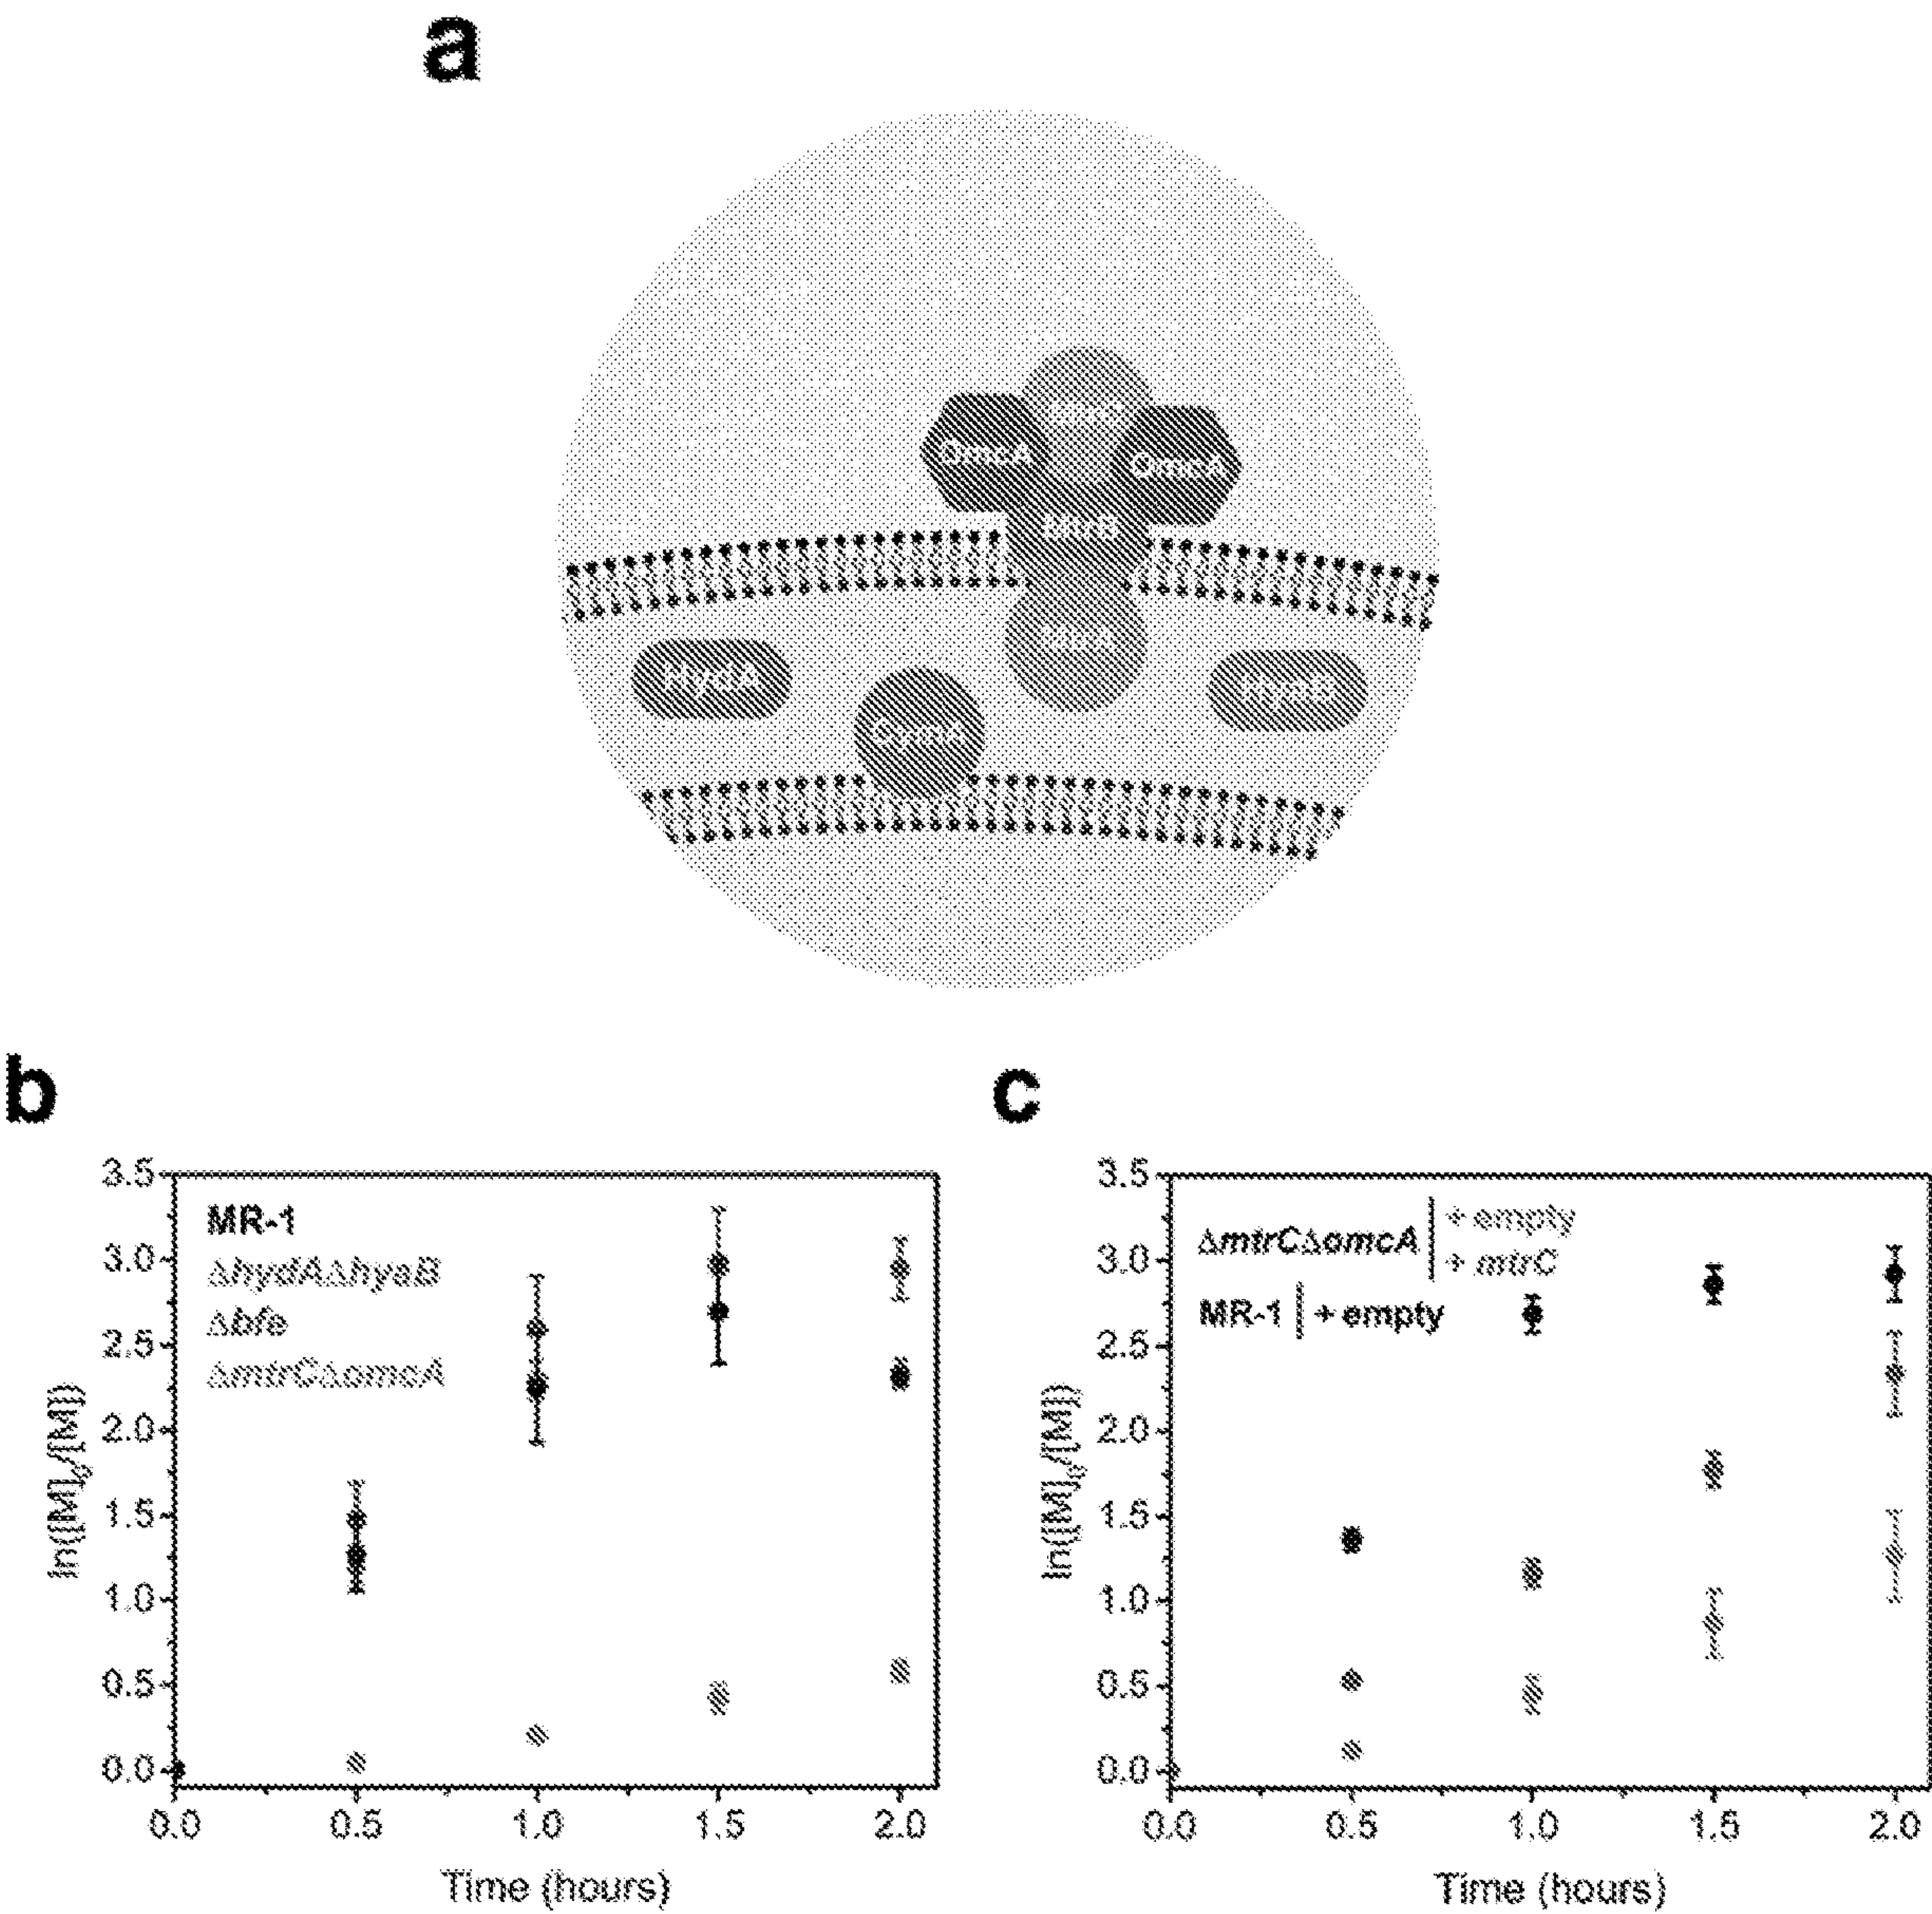 a
OmcA
OmcA
MtrB
HydA
HyaB
CymA
b
3.5
3.0
2.5
2.0
1.5
1.0
0.5
0.0
MR-1
ΔhydAΔhyaB
Δbfe
ΔmtrCΔomcA
ln([M]₀/[M])
0.0 0.5 1.0 1.5 2.0
Time (hours)
c
3.5
3.0
2.5
2.0
1.5
1.0
0.5
0.0
ΔmtrCΔomcA + empty
+ mtrC
MR-1 + empty
ln([M]₀/[M])
0.0 0.5 1.0 1.5 2.0
Time (hours)